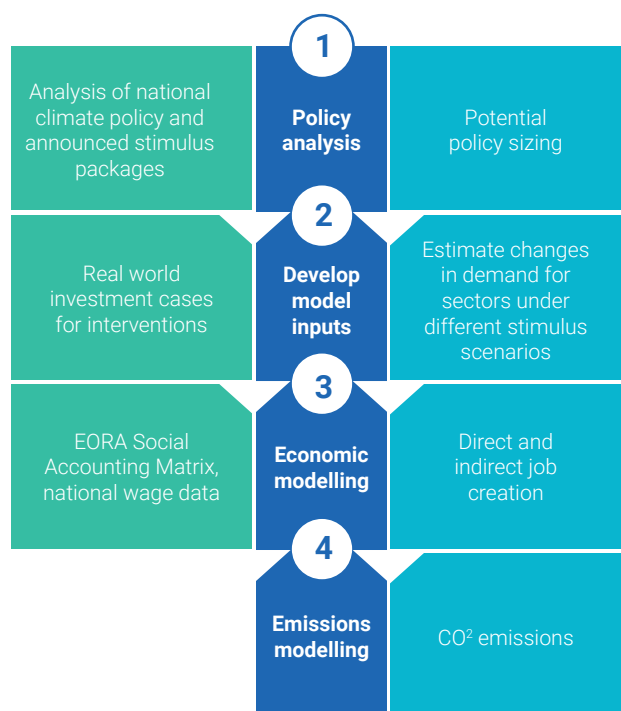 1
Analysis of national
climate policy and
announced stimulus
packages
Policy
analysis
Potential
policy sizing
2
Real world
investment cases
for interventions
Develop
model
inputs
Estimate changes
in demand for
sectors under
different stimulus
scenarios
3
EORA Social
Accounting Matrix,
national wage data
Economic
modelling
Direct and
indirect job
creation
4
Emissions
modelling
CO² emissions